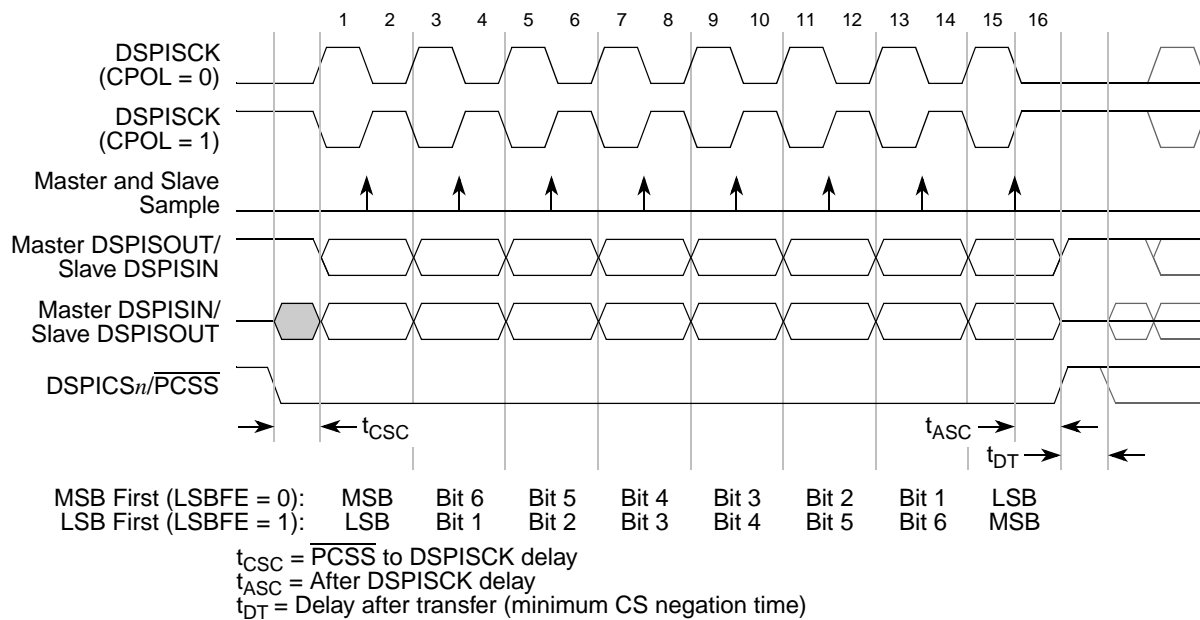 1 2 3 4 5 6 7 8 9 10 11 12 13 14 15 16
DSPISCK
(CPOL = 0)
DSPISCK
(CPOL = 1)
Master and Slave
Sample
Master DSPISOUT/
Slave DSPISIN
Master DSPISIN/
Slave DSPISOUT
DSPICSn/PCSS
tCSC
tASC
tDT
MSB First (LSBFE = 0): MSB Bit 6 Bit 5 Bit 4 Bit 3 Bit 2 Bit 1 LSB
LSB First (LSBFE = 1): LSB Bit 1 Bit 2 Bit 3 Bit 4 Bit 5 Bit 6 MSB
tCSC = PCSS to DSPISCK delay
tASC = After DSPISCK delay
tDT = Delay after transfer (minimum CS negation time)